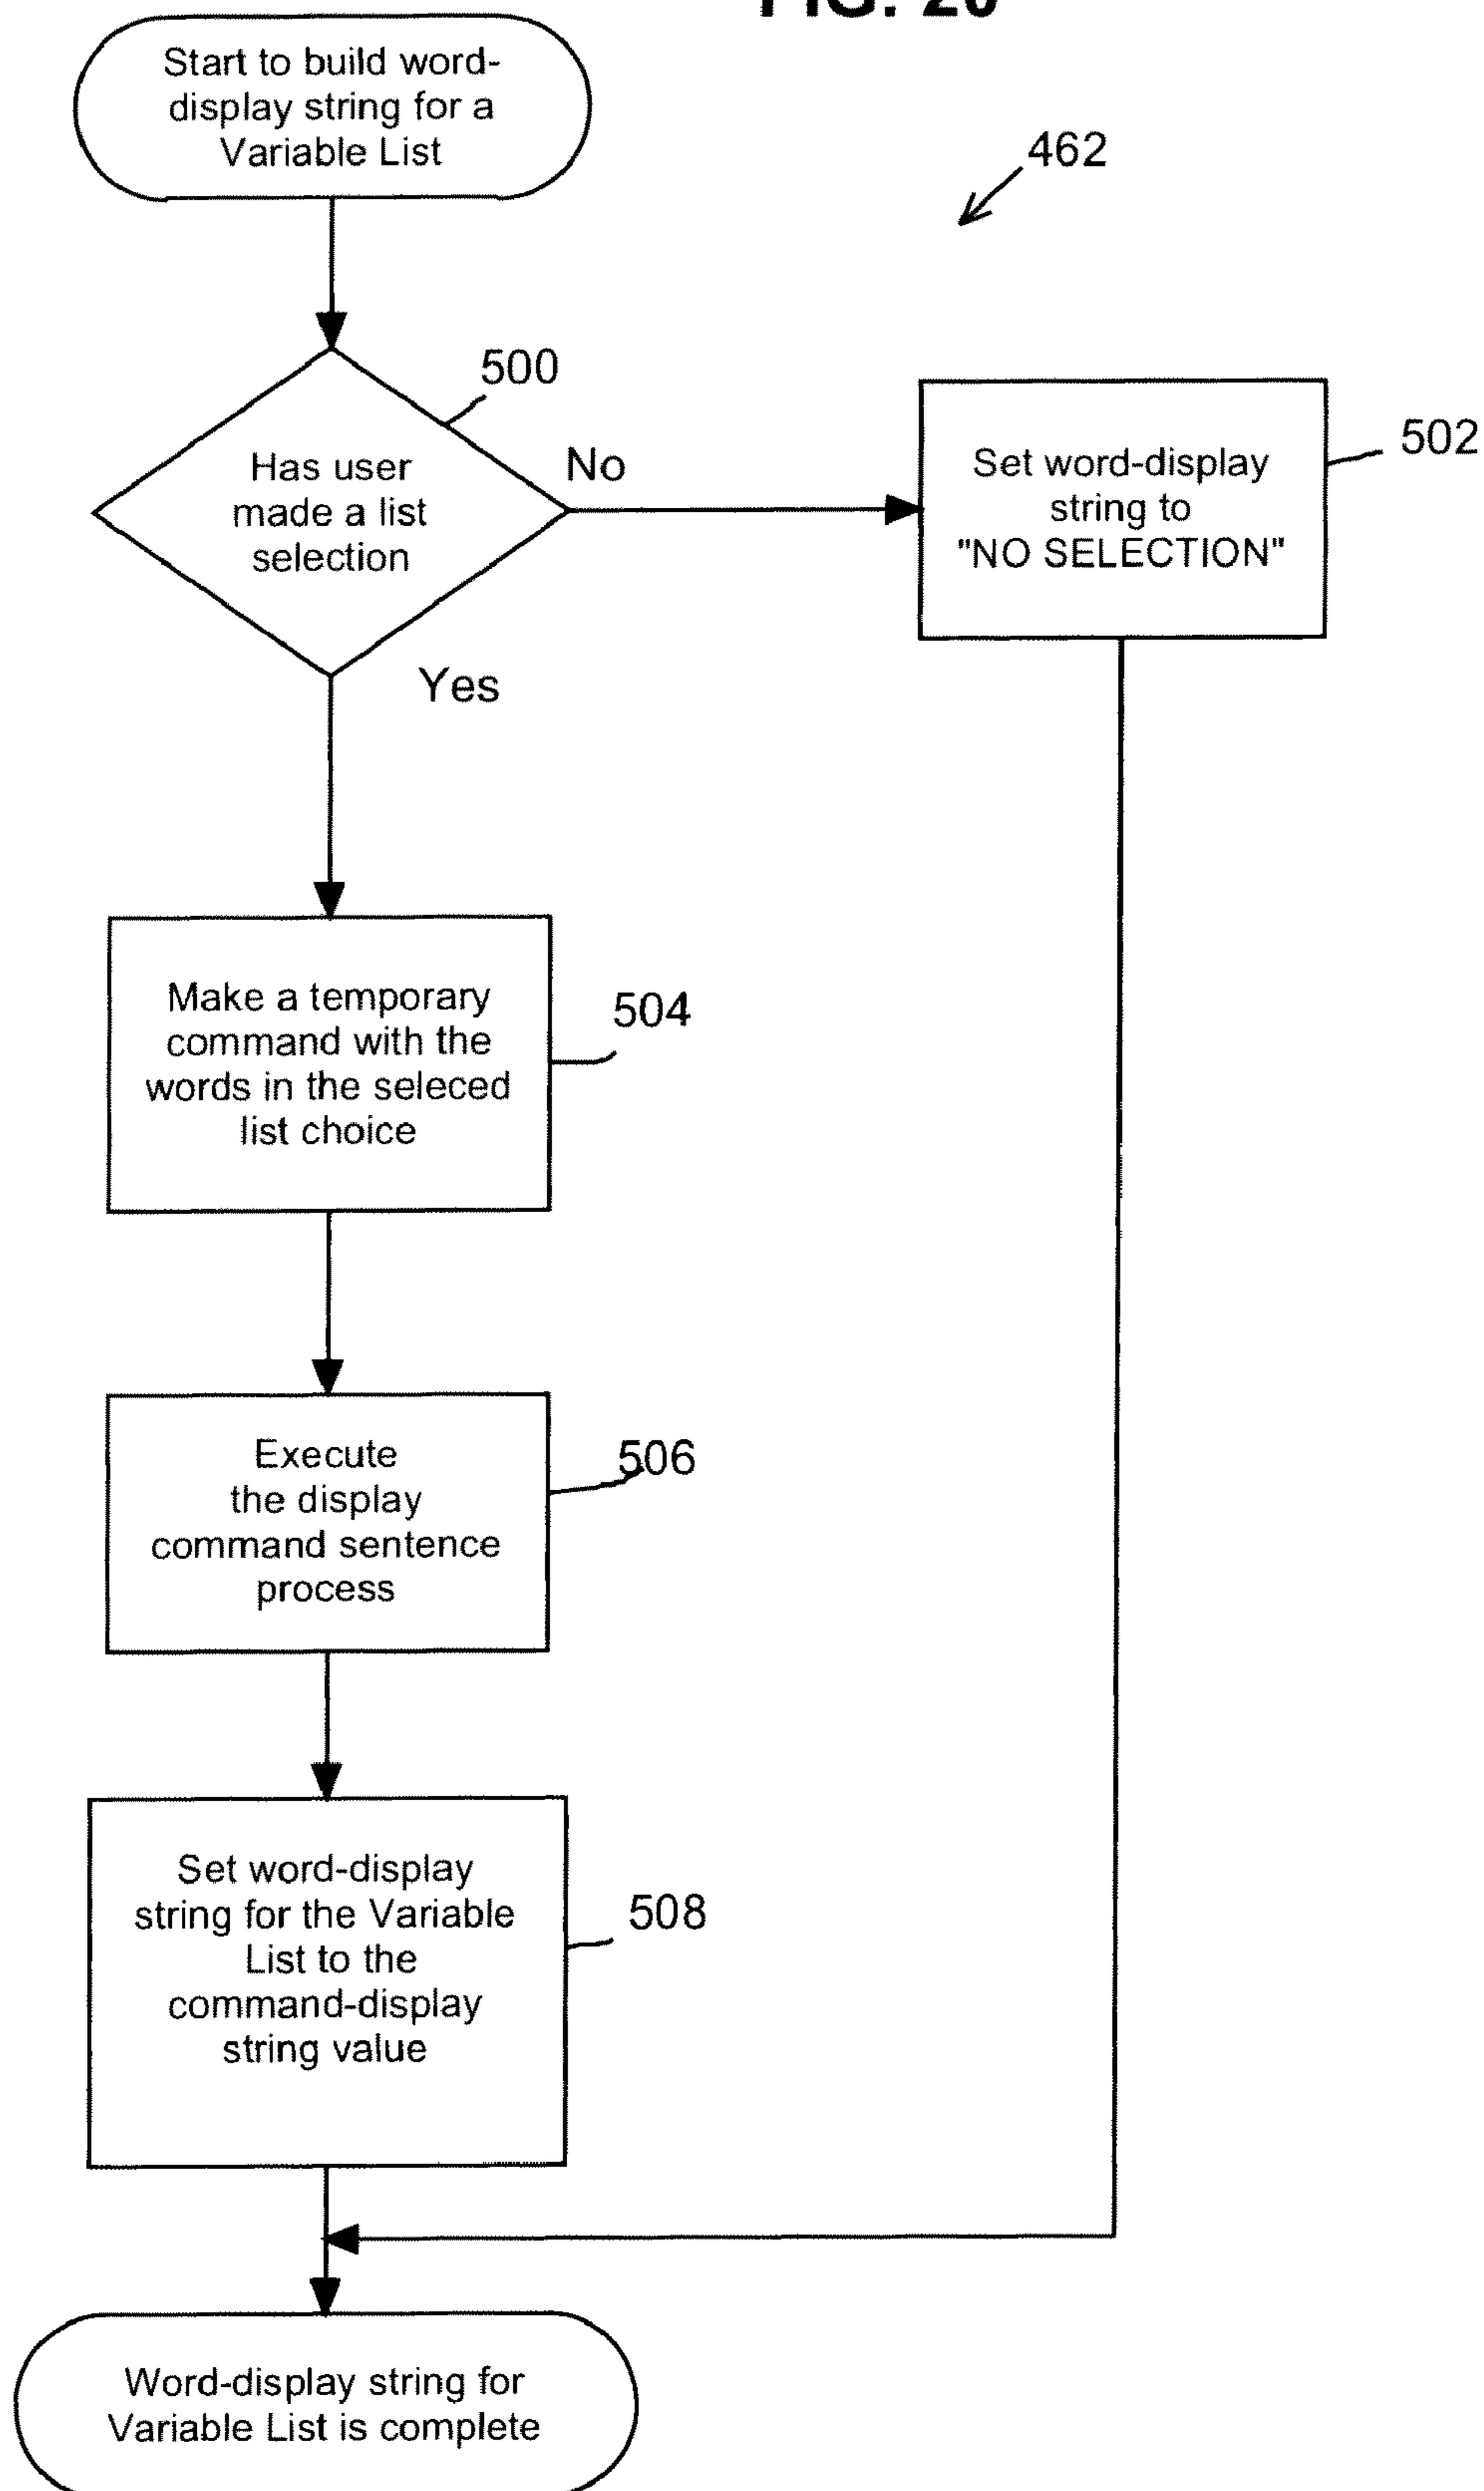 FIG. 20
Start to build word-
display string for a
Variable List
462
500
Has user
made a list
selection
No
Yes
Set word-display
string to
"NO SELECTION"
502
Make a temporary
command with the
words in the seleced
list choice
504
Execute
the display
command sentence
process
506
Set word-display
string for the Variable
List to the
command-display
string value
508
Word-display string for
Variable List is complete